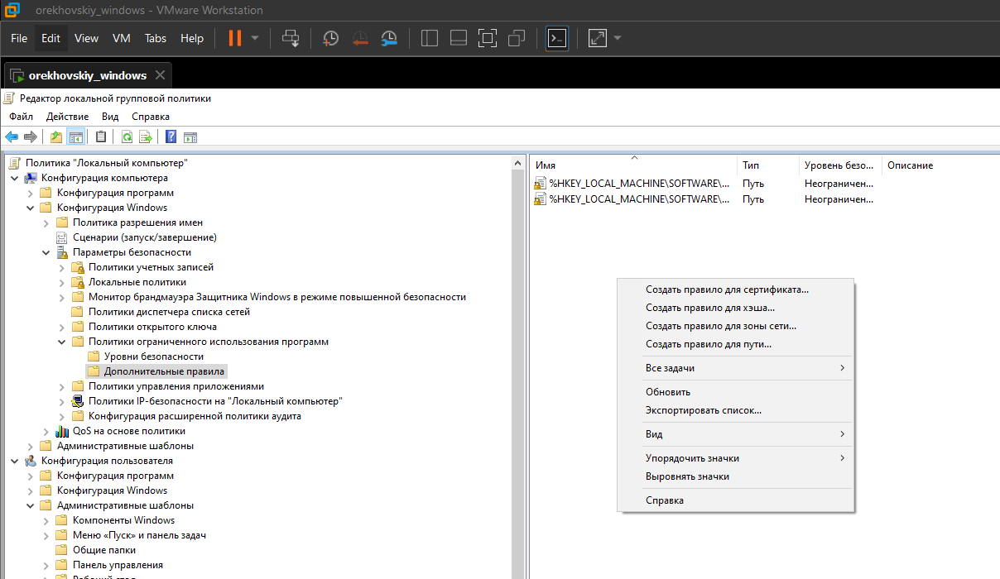 orekhovskiy_windows - VMware Workstation
File Edit View VM Tabs Help
orekhovskiy_windows
Редактор локальной групповой политики
Файл Действие Вид Справка
Политика "Локальный компьютер"
Конфигурация компьютера
Конфигурация программ
Конфигурация Windows
Политика разрешения имен
Сценарии (запуск/завершение)
Параметры безопасности
Политики учетных записей
Локальные политики
Монитор брандмауэра Защитника Windows в режиме повышенной безопасности
Политики диспетчера списка сетей
Политики открытого ключа
Политики ограниченного использования программ
Уровни безопасности
Дополнительные правила
Политики управления приложениями
Политики IP-безопасности на "Локальный компьютер"
Конфигурация расширенной политики аудита
QoS на основе политики
Административные шаблоны
Конфигурация пользователя
Конфигурация программ
Конфигурация Windows
Административные шаблоны
Компоненты Windows
Меню «Пуск» и панель задач
Общие папки
Панель управления
Имя Тип Уровень безо... Описание
%HKEY_LOCAL_MACHINE\SOFTWARE\... Путь Неограничен...
%HKEY_LOCAL_MACHINE\SOFTWARE\... Путь Неограничен...
Создать правило для сертификата...
Создать правило для хэша...
Создать правило для зоны сети...
Создать правило для пути...
Все задачи
Обновить
Экспортировать список...
Вид
Упорядочить значки
Выровнять значки
Справка